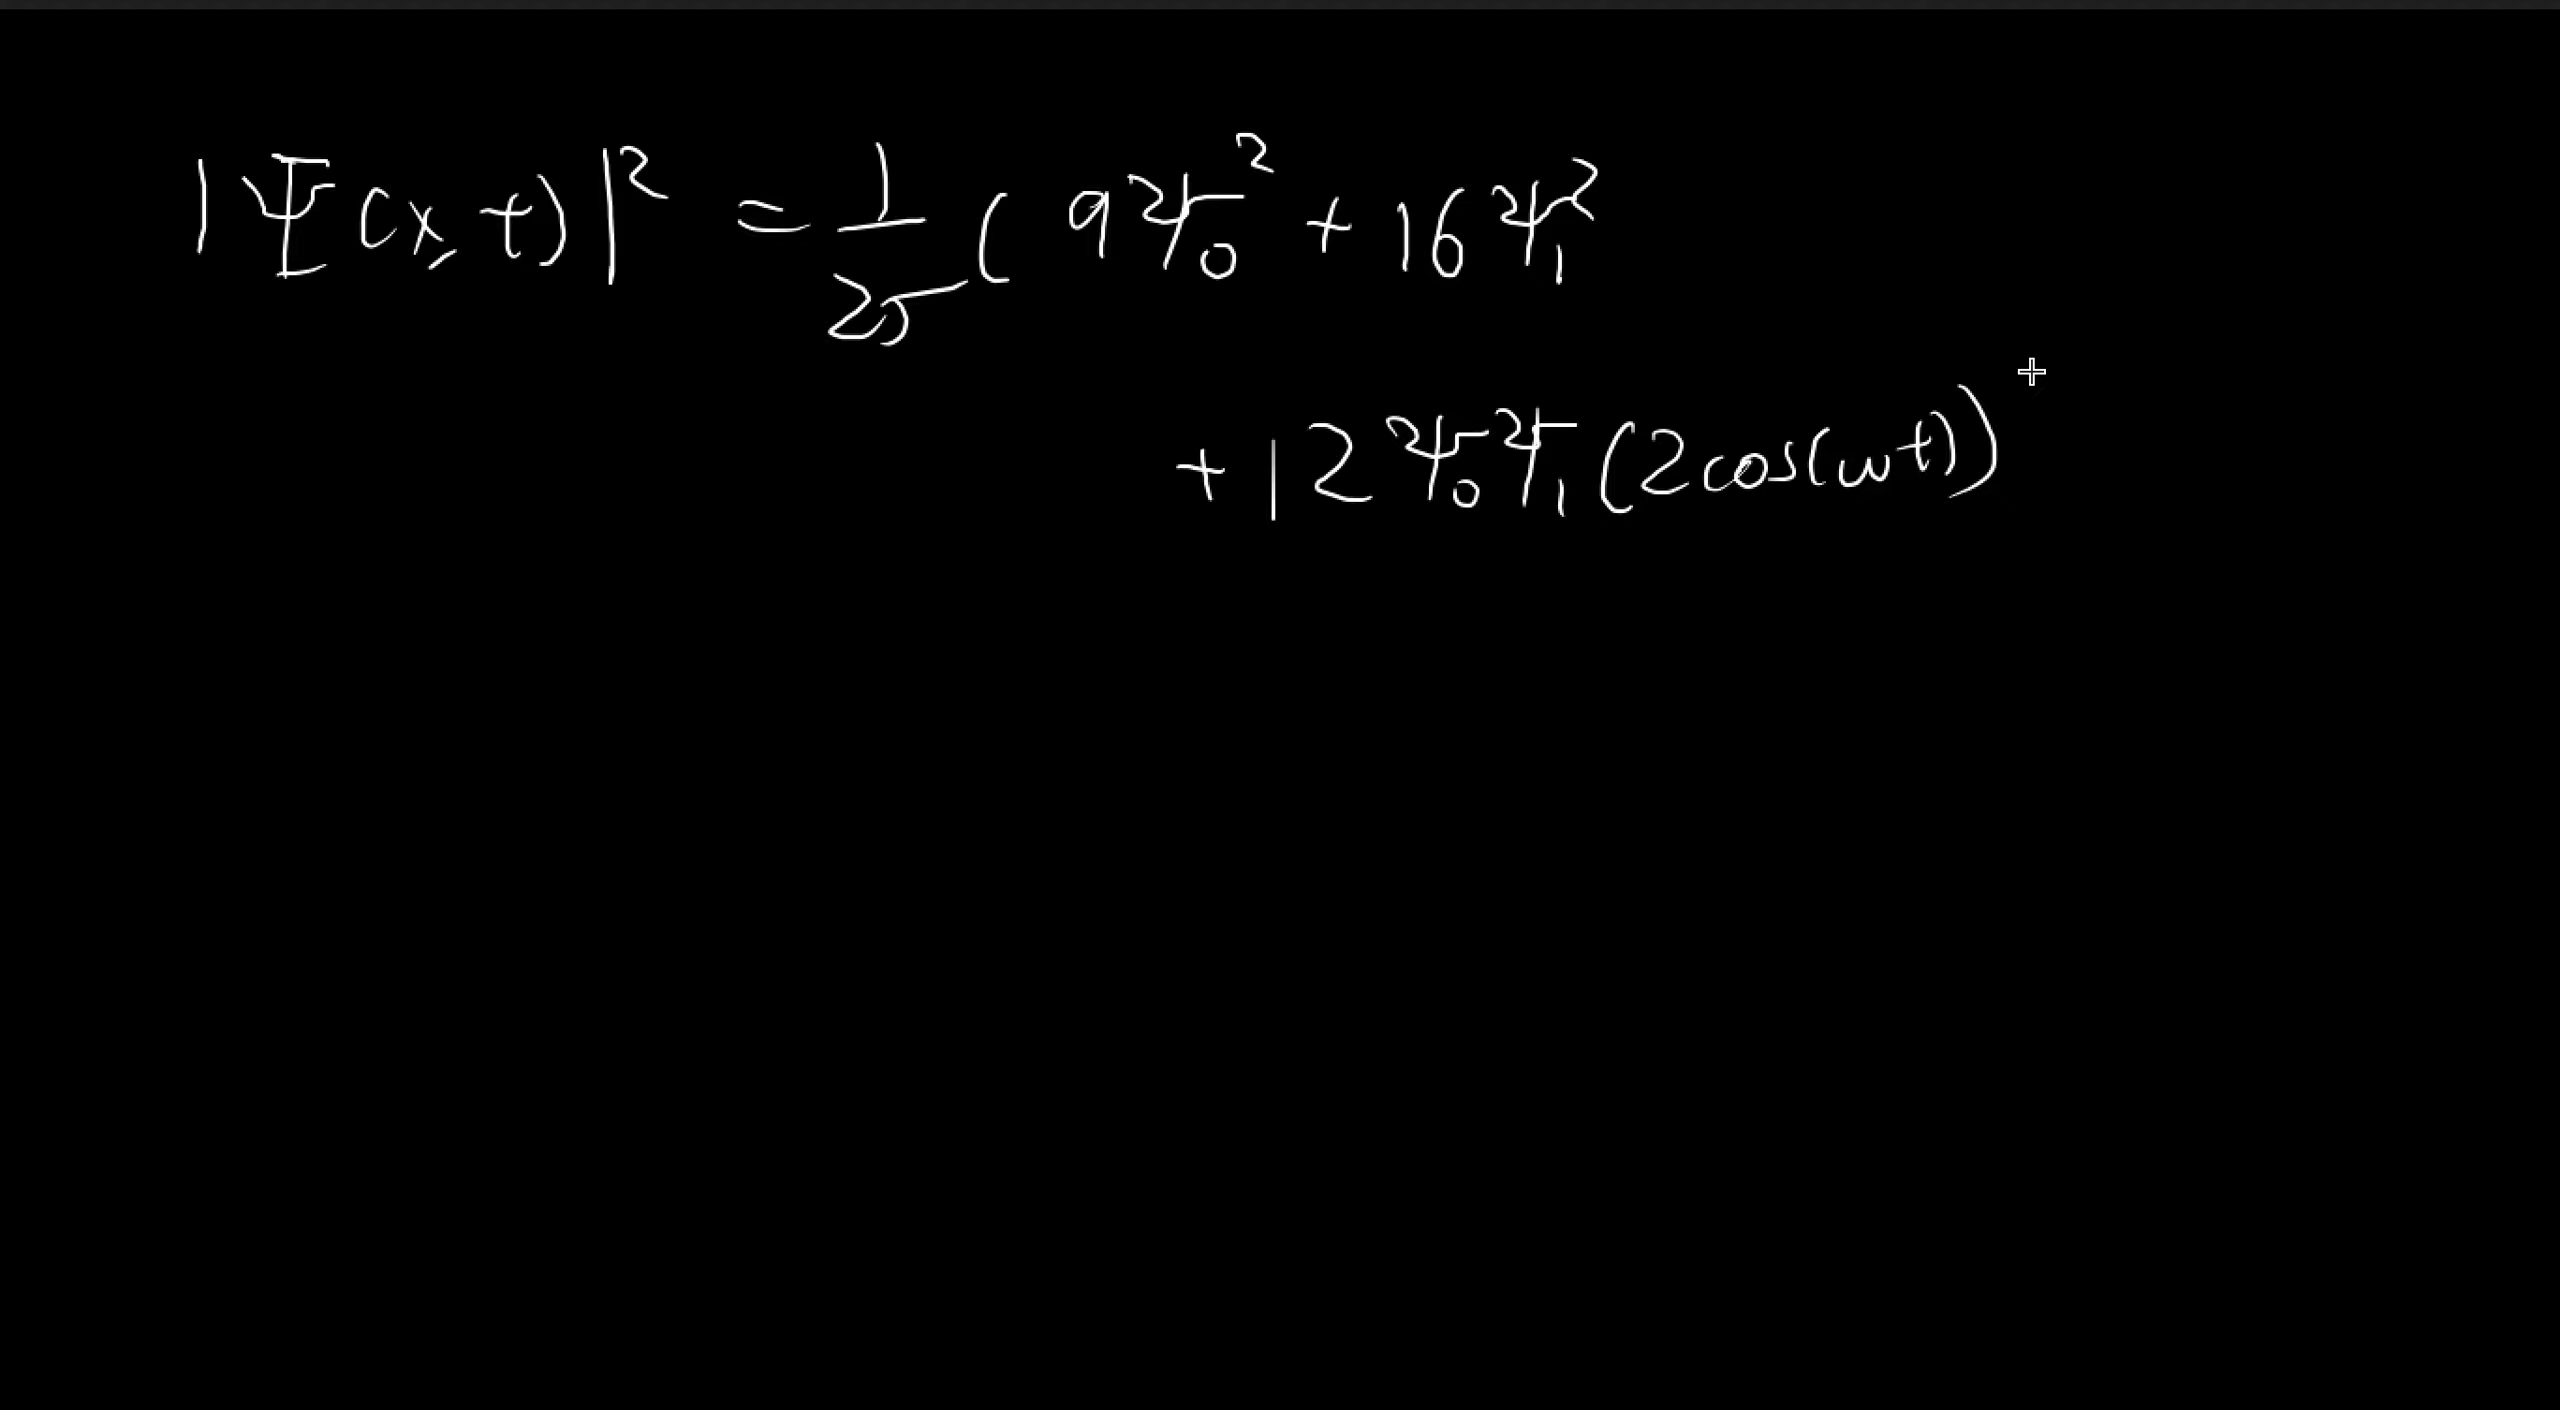 |Ψ(x,t)|² = 1/25 ( 9ψ₀² + 16ψ₁²
+ 12ψ₀ψ₁(2cos(ωt))